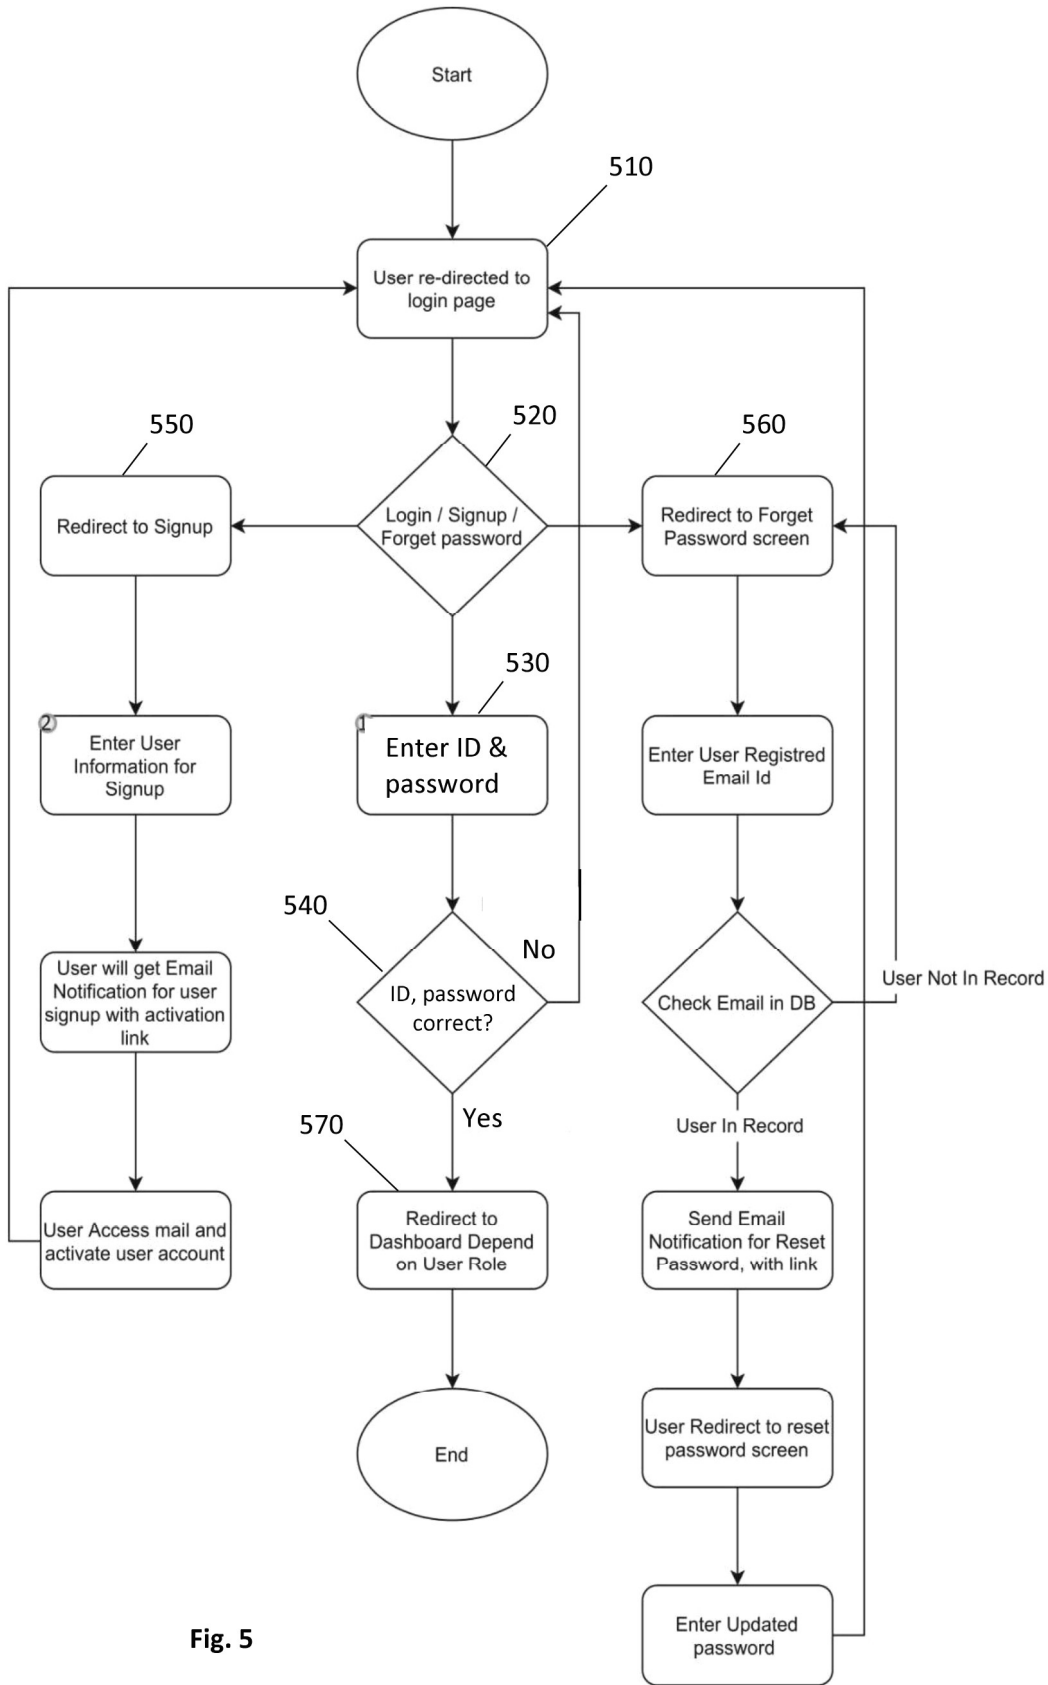 Start
510
User re-directed to
login page
550
520
560
Redirect to Signup
Login / Signup /
Forget password
Redirect to Forget
Password screen
530
2
Enter User
Information for
Signup
1
Enter ID &
password
Enter User Registred
Email Id
540
No
User will get Email
Notification for user
signup with activation
link
ID, password
correct?
Check Email in DB
User Not In Record
570
Yes
User In Record
User Access mail and
activate user account
Redirect to
Dashboard Depend
on User Role
Send Email
Notification for Reset
Password, with link
End
User Redirect to reset
password screen
Enter Updated
password
Fig. 5